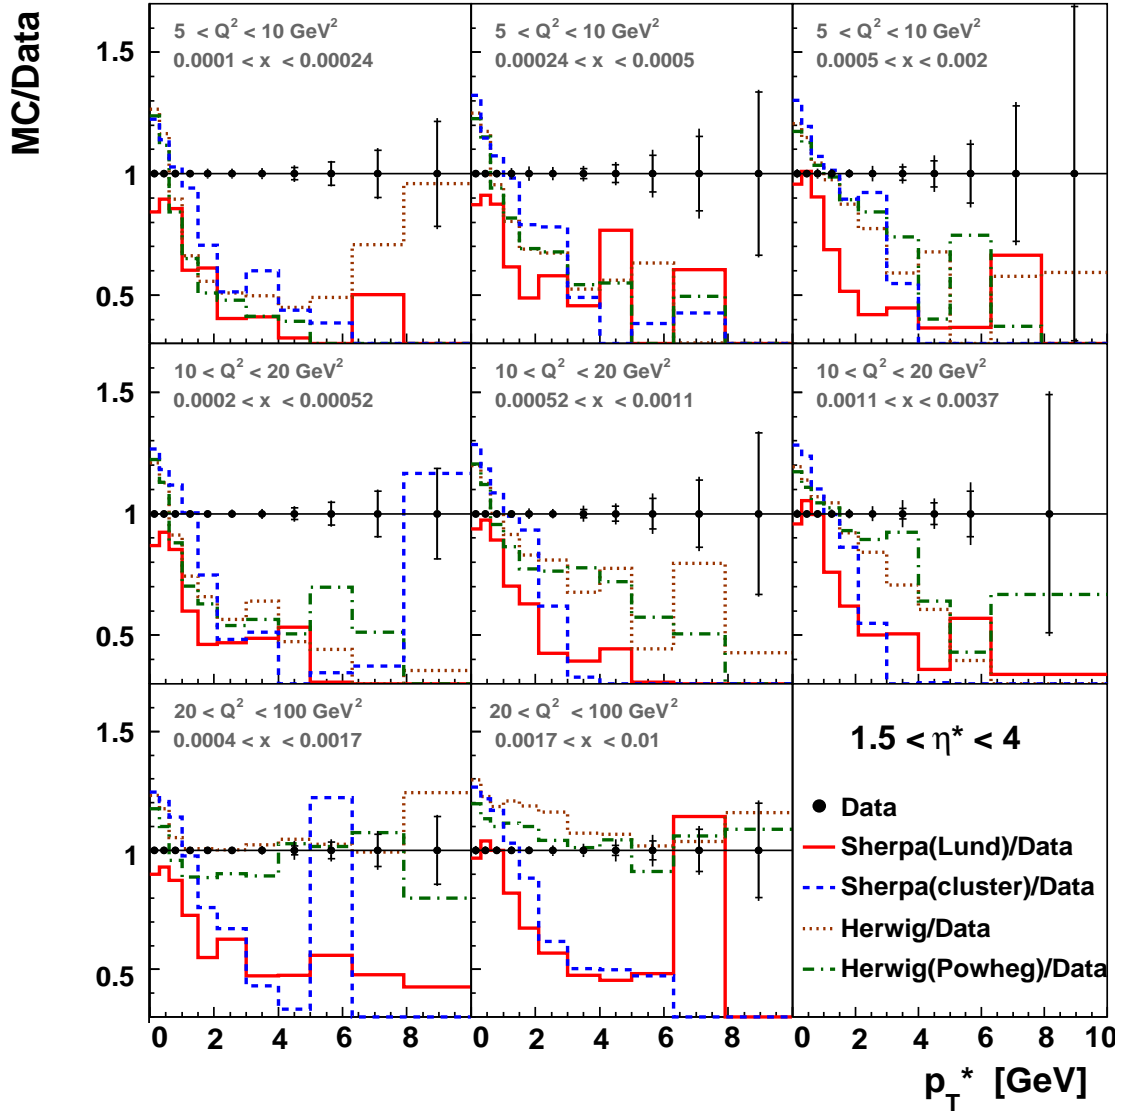 MC/Data
1.5
1
0.5
5 < Q² < 10 GeV²
0.0001 < x < 0.00024
5 < Q² < 10 GeV²
0.00024 < x < 0.0005
5 < Q² < 10 GeV²
0.0005 < x < 0.002
1.5
1
0.5
10 < Q² < 20 GeV²
0.0002 < x < 0.00052
10 < Q² < 20 GeV²
0.00052 < x < 0.0011
10 < Q² < 20 GeV²
0.0011 < x < 0.0037
1.5
1
0.5
20 < Q² < 100 GeV²
0.0004 < x < 0.0017
20 < Q² < 100 GeV²
0.0017 < x < 0.01
1.5 < η* < 4
Data
Sherpa(Lund)/Data
Sherpa(cluster)/Data
Herwig/Data
Herwig(Powheg)/Data
0 2 4 6 8 0 2 4 6 8 0 2 4 6 8 10
p_T* [GeV]